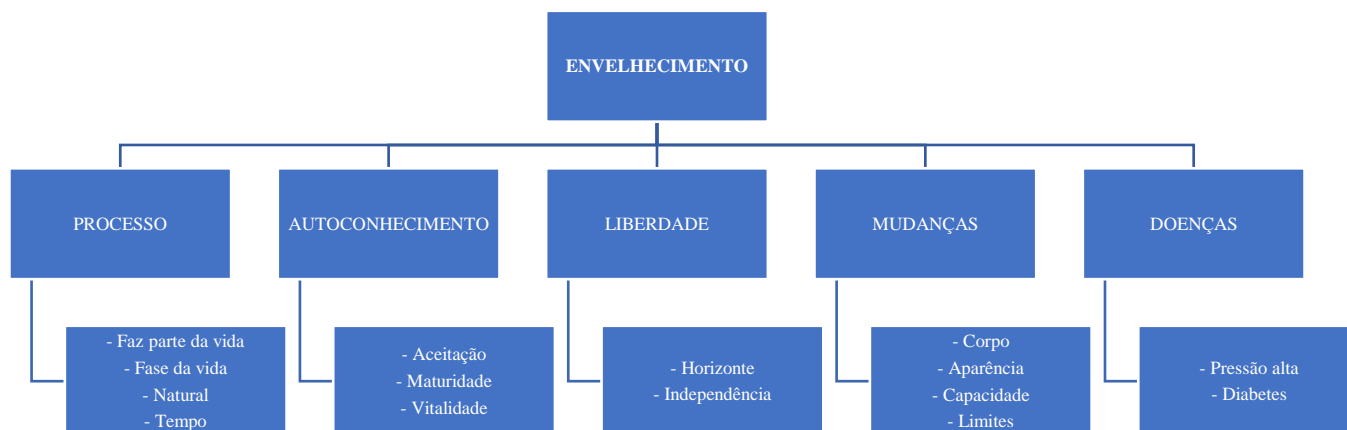 ENVELHECIMENTO
PROCESSO
AUTOCONHECIMENTO
LIBERDADE
MUDANÇAS
DOENÇAS
- Faz parte da vida
- Fase da vida
- Natural
- Tempo
- Aceitação
- Maturidade
- Vitalidade
- Horizonte
- Independência
- Corpo
- Aparência
- Capacidade
- Limites
- Pressão alta
- Diabetes